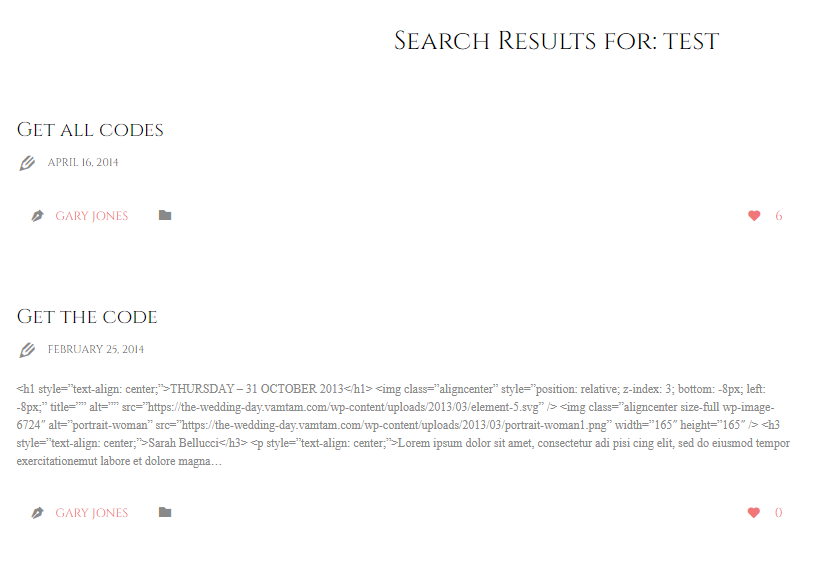 Search Results for: test
Get all codes
April 16, 2014
Gary Jones
6
Get the code
February 25, 2014
<h1 style=”text-align: center;”>THURSDAY – 31 OCTOBER 2013</h1> <img class=”aligncenter” style=”position: relative; z-index: 3; bottom: -8px; left:
-8px;” title=”” alt=”” src=”https://the-wedding-day.vamtam.com/wp-content/uploads/2013/03/element-5.svg” /> <img class=”aligncenter size-full wp-image-
6724″ alt=”portrait-woman” src=”https://the-wedding-day.vamtam.com/wp-content/uploads/2013/03/portrait-woman1.png” width=”165″ height=”165″ /> <h3
style=”text-align: center;”>Sarah Bellucci</h3> <p style=”text-align: center;”>Lorem ipsum dolor sit amet, consectetur adi pisi cing elit, sed do eiusmod tempor
exercitationemut labore et dolore magna…
Gary Jones
0